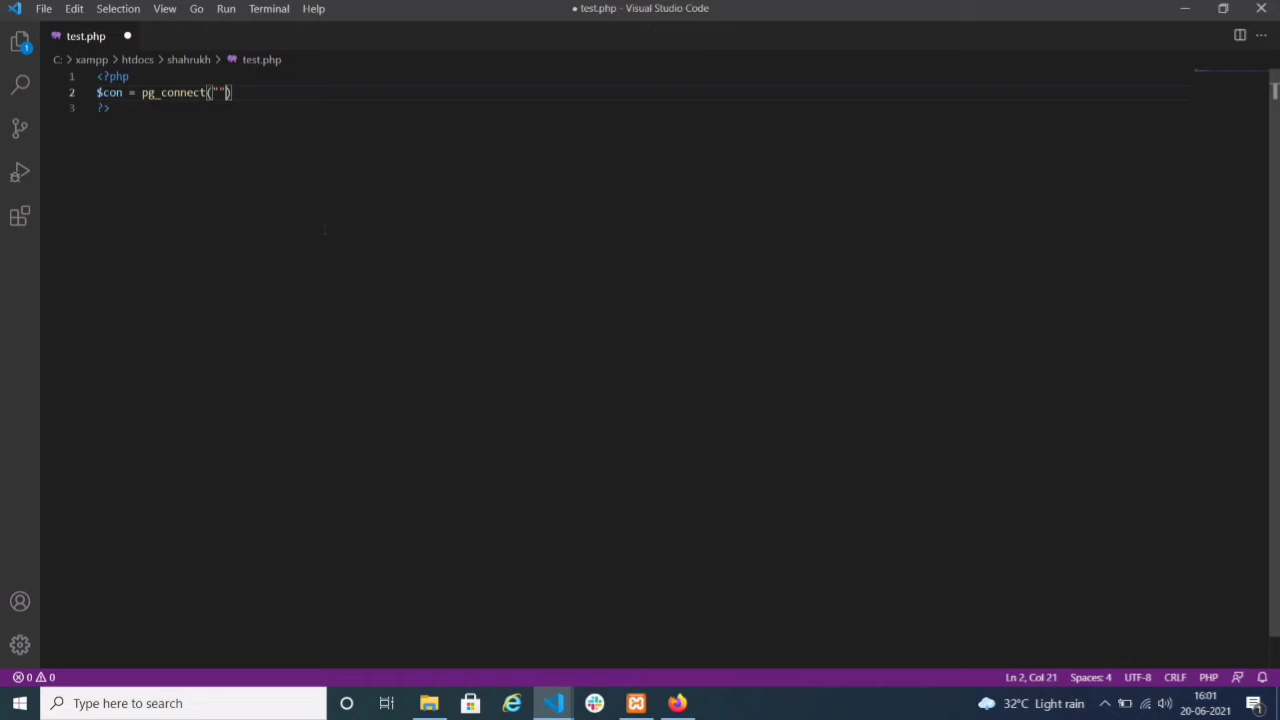 File Edit Selection View Go Run Terminal Help
● test.php - Visual Studio Code
test.php
C: > xampp > htdocs > shahrukh > test.php
1 <?php
2 $con = pg_connect("")
3 ?>
1
0 0
Ln 2, Col 21 Spaces: 4 UTF-8 CRLF PHP
Type here to search
32°C Light rain
16:01
20-06-2021
1